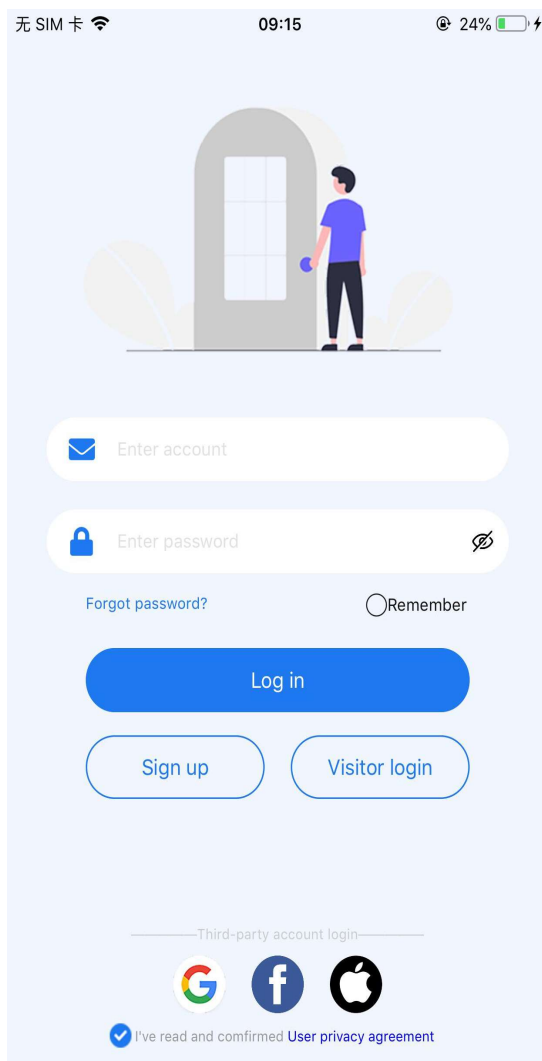 无 SIM 卡 09:15 24%
Enter account
Enter password
Forgot password? Remember
Log in
Sign up Visitor login
Third-party account login
I've read and comfirmed User privacy agreement